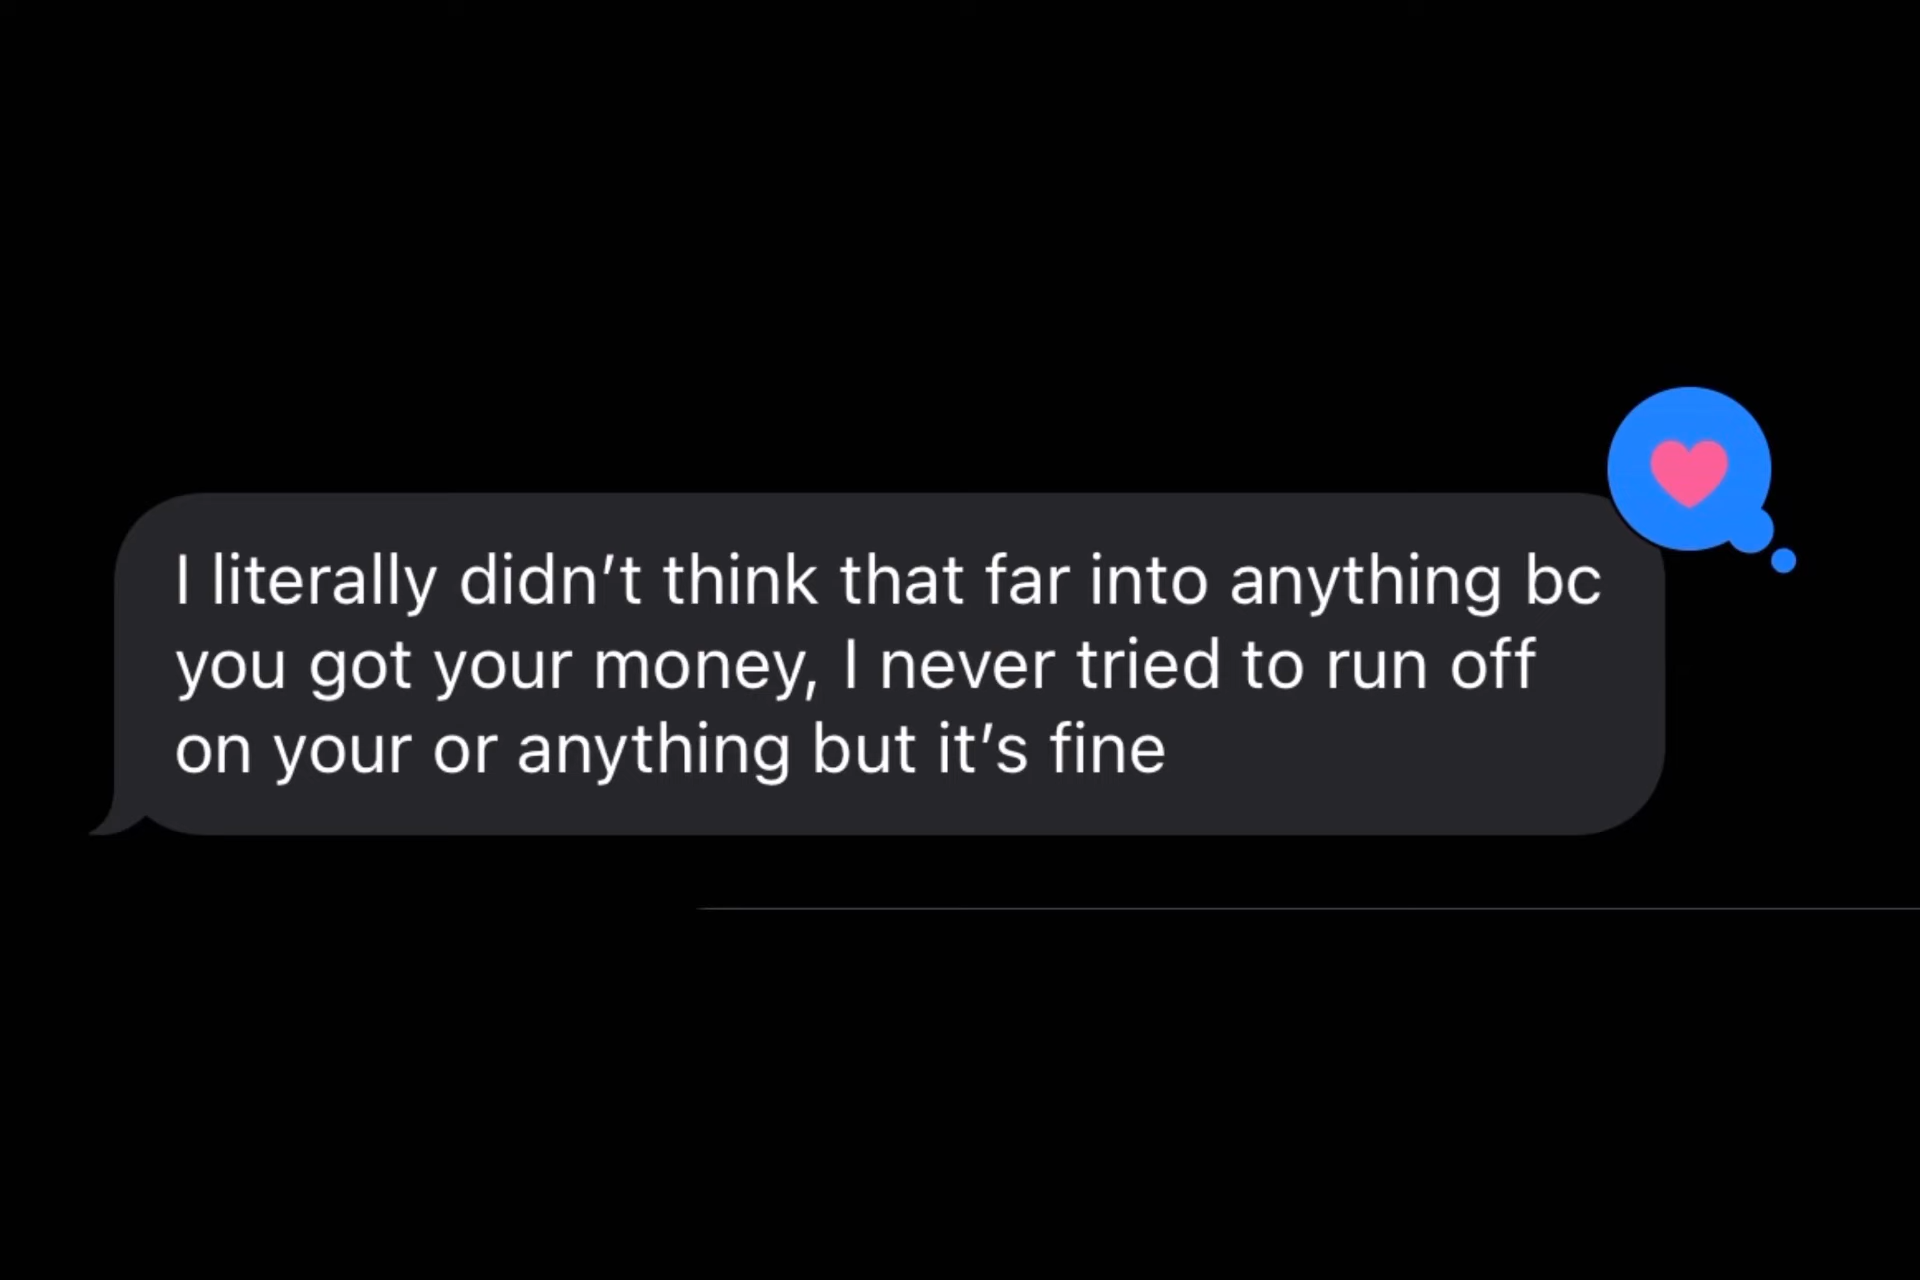 I literally didn’t think that far into anything bc
you got your money, I never tried to run off
on your or anything but it’s fine